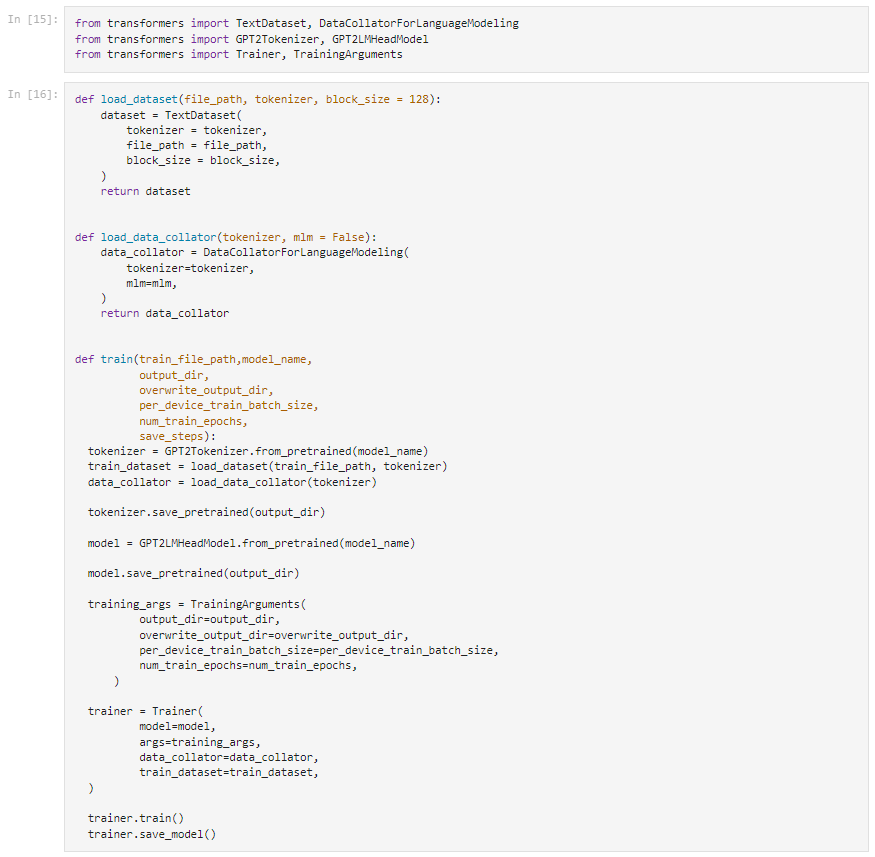 In [15]:
from transformers import TextDataset, DataCollatorForLanguageModeling
from transformers import GPT2Tokenizer, GPT2LMHeadModel
from transformers import Trainer, TrainingArguments
In [16]:
def load_dataset(file_path, tokenizer, block_size = 128):
    dataset = TextDataset(
        tokenizer = tokenizer,
        file_path = file_path,
        block_size = block_size,
    )
    return dataset
def load_data_collator(tokenizer, mlm = False):
    data_collator = DataCollatorForLanguageModeling(
        tokenizer=tokenizer,
        mlm=mlm,
    )
    return data_collator
def train(train_file_path,model_name,
          output_dir,
          overwrite_output_dir,
          per_device_train_batch_size,
          num_train_epochs,
          save_steps):
  tokenizer = GPT2Tokenizer.from_pretrained(model_name)
  train_dataset = load_dataset(train_file_path, tokenizer)
  data_collator = load_data_collator(tokenizer)
  tokenizer.save_pretrained(output_dir)
  model = GPT2LMHeadModel.from_pretrained(model_name)
  model.save_pretrained(output_dir)
  training_args = TrainingArguments(
          output_dir=output_dir,
          overwrite_output_dir=overwrite_output_dir,
          per_device_train_batch_size=per_device_train_batch_size,
          num_train_epochs=num_train_epochs,
      )
  trainer = Trainer(
          model=model,
          args=training_args,
          data_collator=data_collator,
          train_dataset=train_dataset,
  )
  trainer.train()
  trainer.save_model()